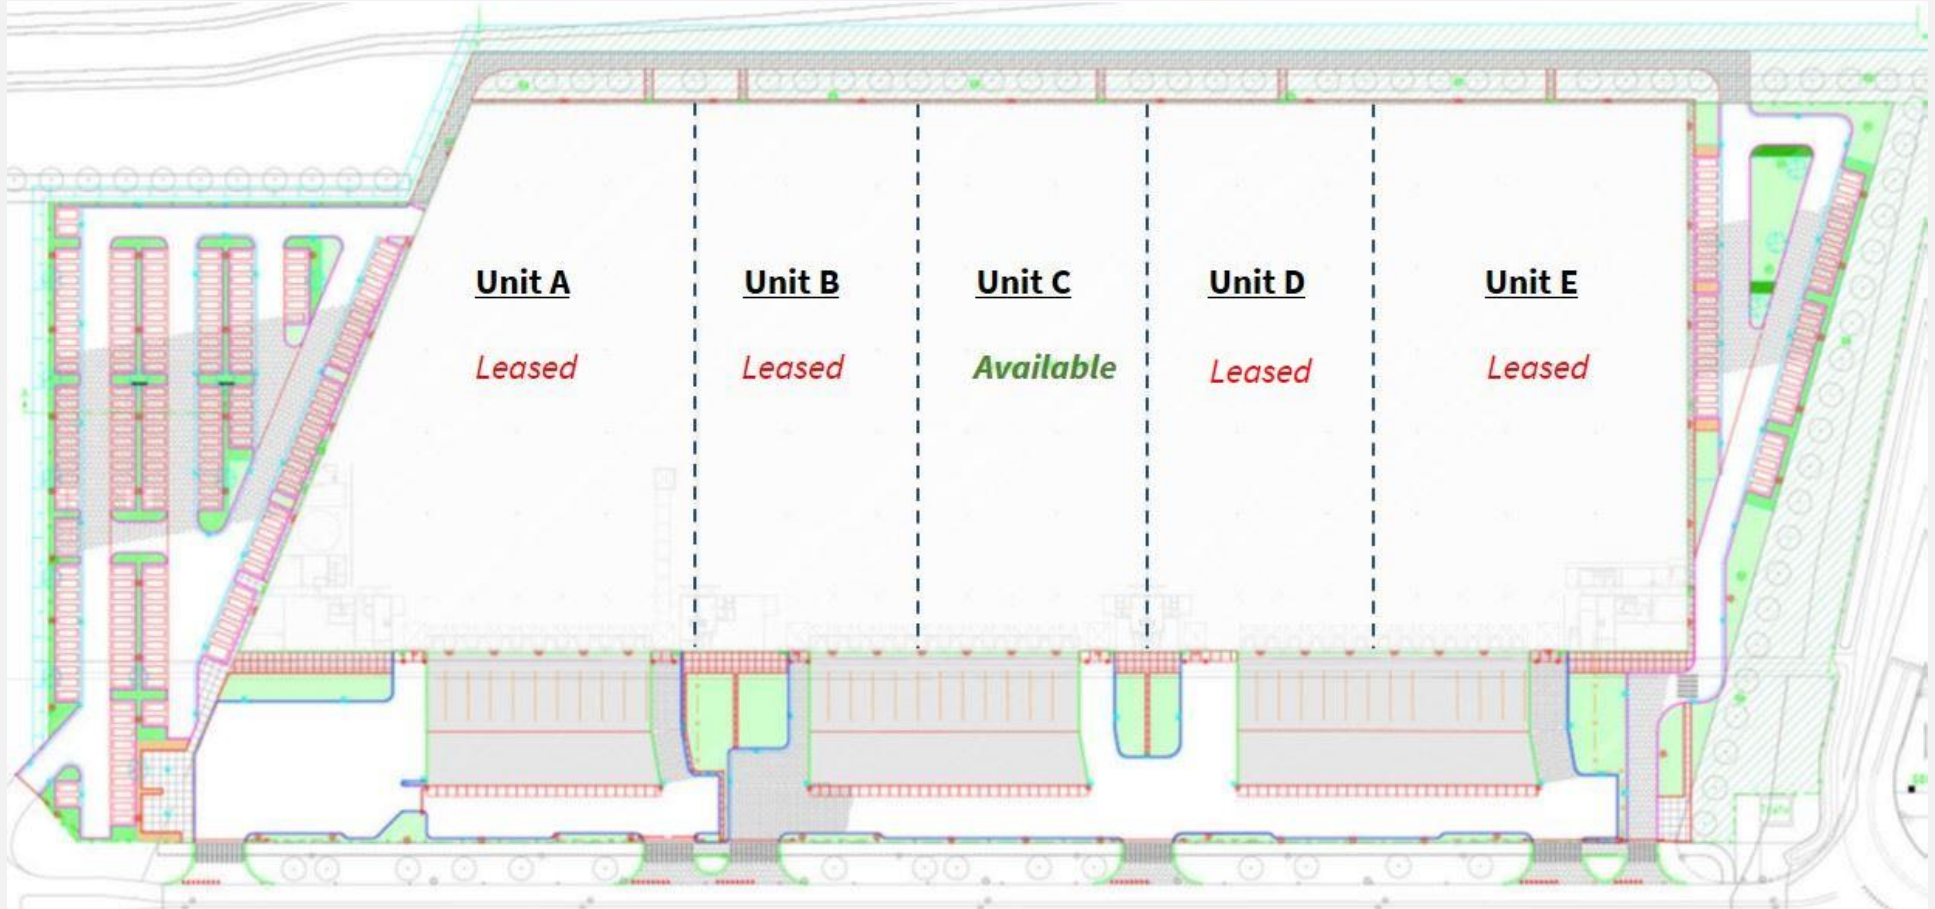 Unit A
Unit B
Unit C
Unit D
Unit E
Leased
Leased
Available
Leased
Leased